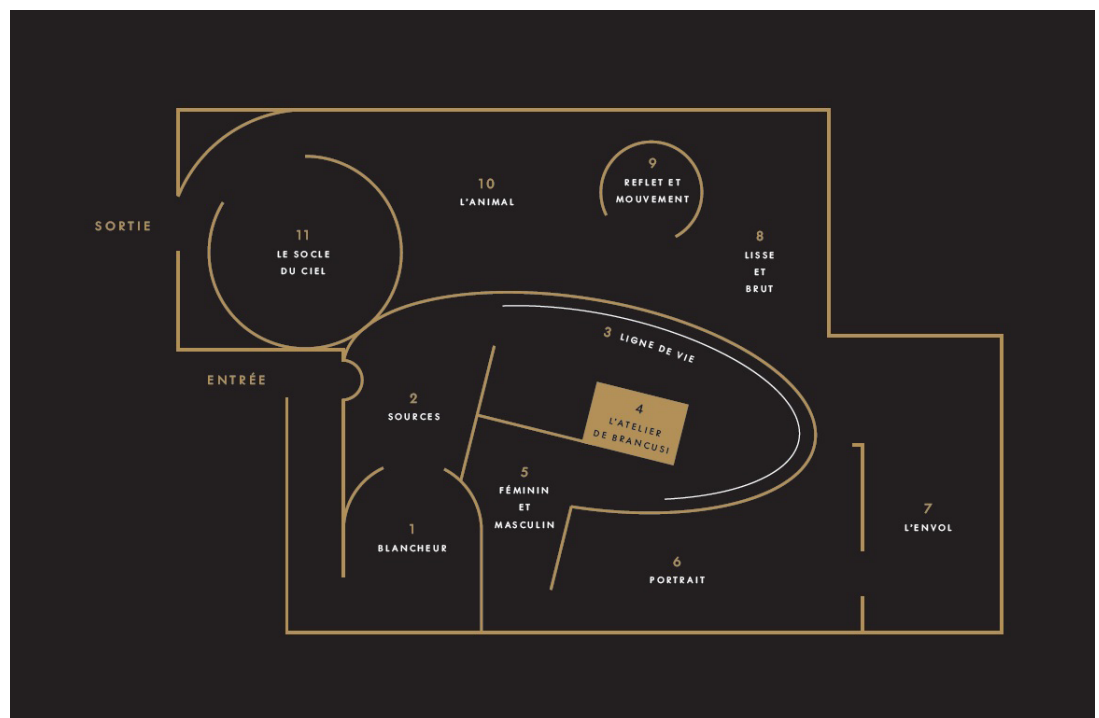 SORTIE
ENTRÉE
1
BLANCHEUR
2
SOURCES
3 LIGNE DE VIE
4
L'ATELIER
DE BRANCUSI
5
FÉMININ
ET
MASCULIN
6
PORTRAIT
7
L'ENVOL
8
LISSE
ET
BRUT
9
REFLET ET
MOUVEMENT
10
L'ANIMAL
11
LE SOCLE
DU CIEL